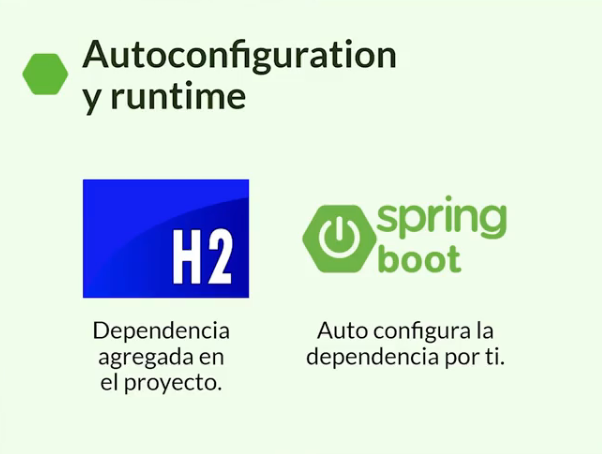 Autoconfiguration
y runtime
H2
spring
boot
Dependencia
agregada en
el proyecto.
Auto configura la
dependencia por ti.